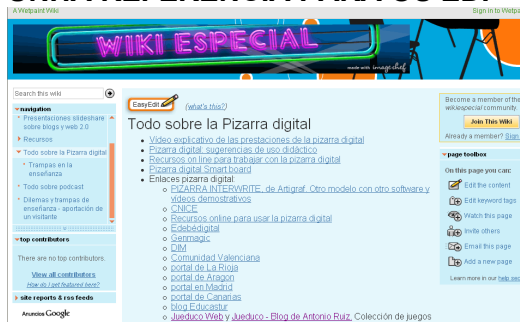 A Wetpaint Wiki
Sign in to Wetpa
WIKI ESPECIAL
made with image chef
Search this wiki
navigation
Presentaciones slideshare
sobre blogs y web 2.0
Recursos
Todo sobre la Pizarra digital
Trampas en la
enseñanza
Todo sobre podcast
Dilemas y trampas de
enseñanza - aportación de
un visitante
top contributors
There are no top contributors.
View all contributors
How do I get featured here?
site reports & rss feeds
Anuncios Google
EasyEdit
(what's this?)
Todo sobre la Pizarra digital
Vídeo explicativo de las prestaciones de la pizarra digital
Pizarra digital: sugerencias de uso didáctico
Recursos on line para trabajar con la pizarra digital
Pizarra digital Smart board
Enlaces pizarra digital:
PIZARRA INTERWRITE, de Artigraf. Otro modelo con otro software y
videos demostrativos
CNICE
Recursos online para usar la pizarra digital
Edebédigital
Genmagic
DIM
Comunidad Valenciana
portal de La Rioja
portal de Aragon
portal en Madrid
portal de Canarias
blog Educastur
Jueduco Web y Jueduco - Blog de Antonio Ruiz. Colección de juegos
Become a member of the
wikiespecial community.
Join This Wiki
Already a member? Sign
page toolbox
On this page you can:
Edit the content
Edit keyword tags
Watch this page
Invite others
Email this page
Add a new page
Learn more in our help sec